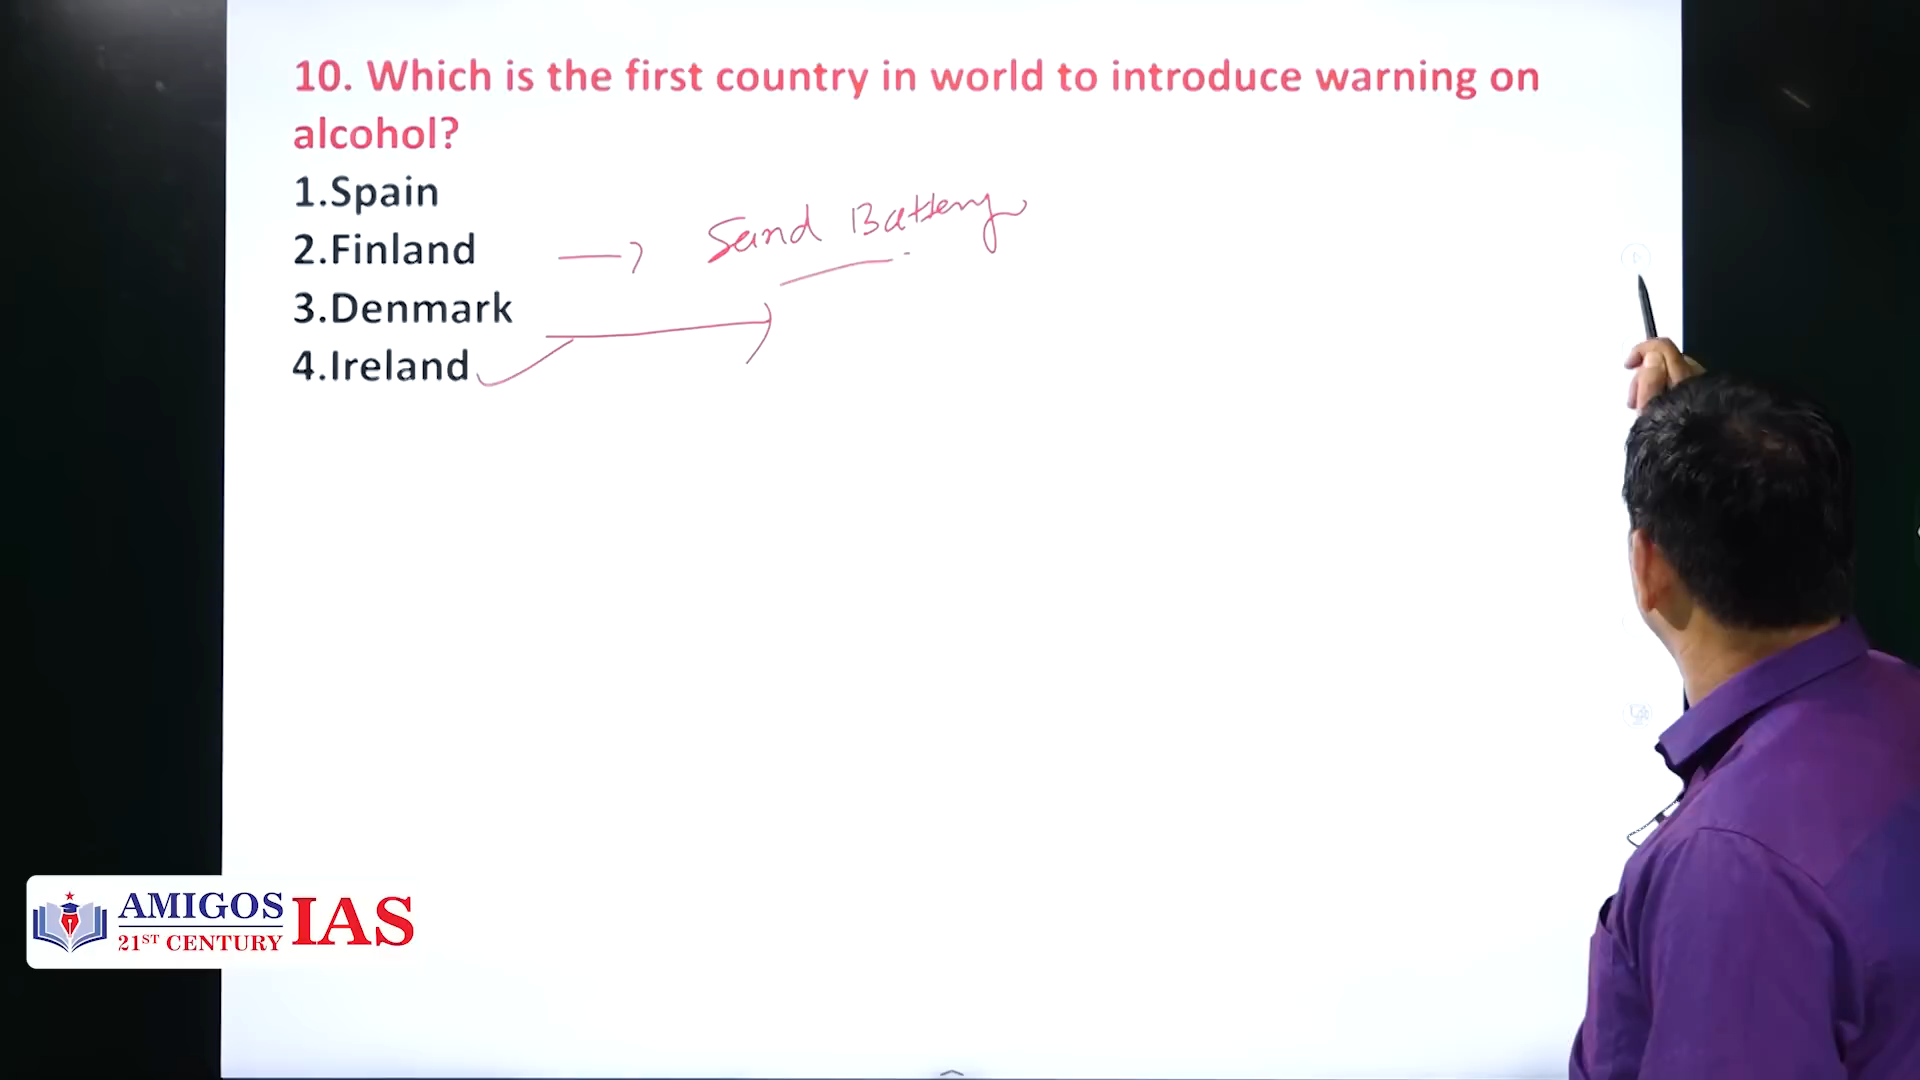 10. Which is the first country in world to introduce warning on
alcohol?
1.Spain
2.Finland
Sand Battery
3.Denmark
4.Ireland
AMIGOS
21ST CENTURY
IAS